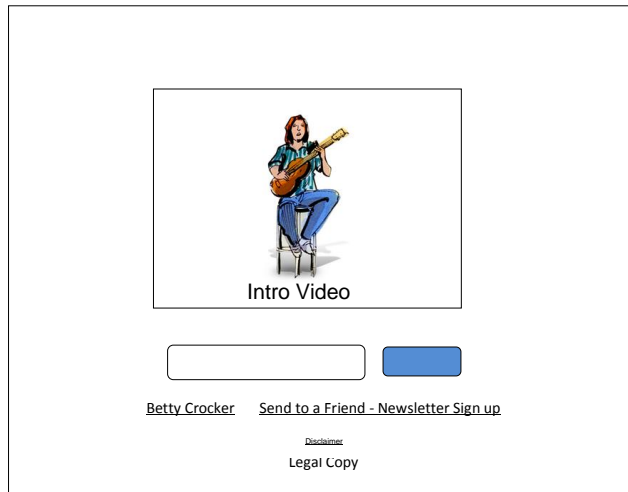 Intro Video
Betty Crocker Send to a Friend - Newsletter Sign up
Disclaimer
Legal Copy